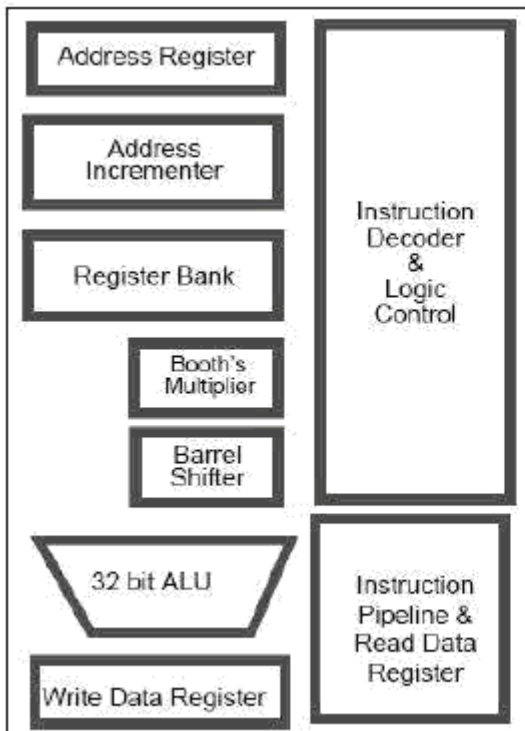 Address Register
Address
Incrementer
Register Bank
Booth's
Multiplier
Barrel
Shifter
32 bit ALU
Write Data Register
Instruction
Decoder
&
Logic
Control
Instruction
Pipeline &
Read Data
Register